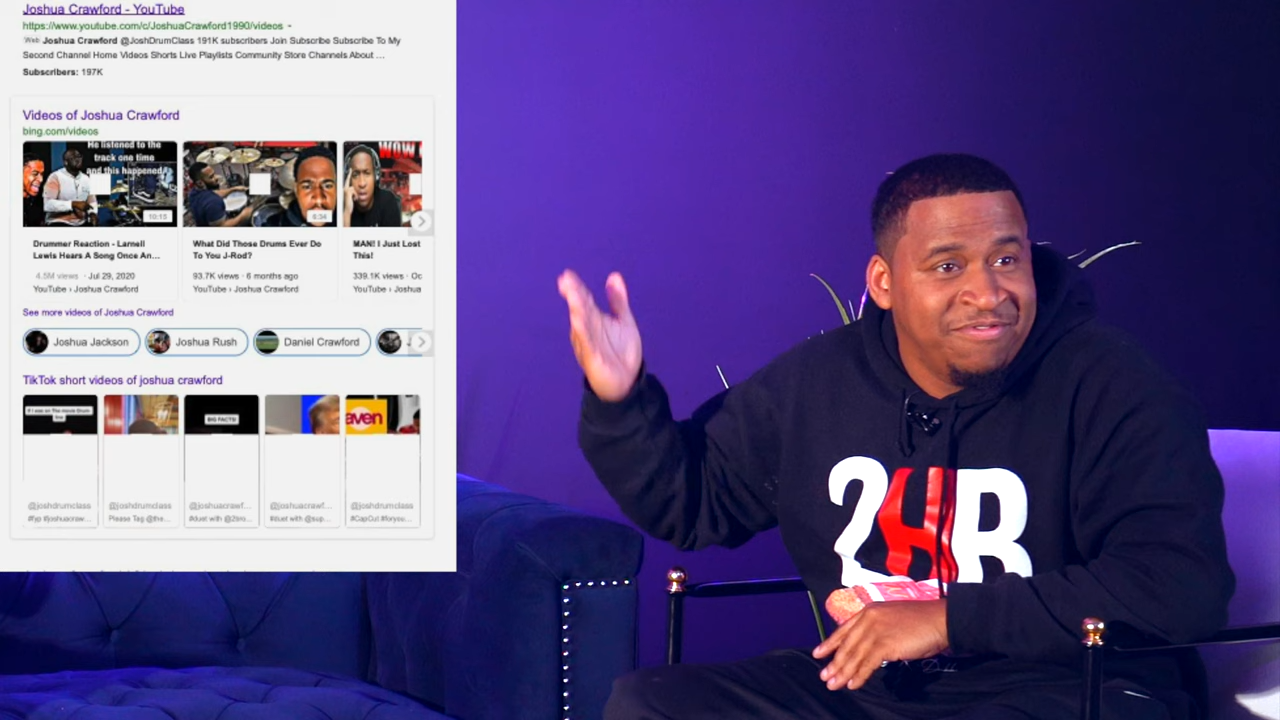 Joshua Crawford - YouTube
https://www.youtube.com/c/JoshuaCrawford1990/videos
Web Joshua Crawford @JoshDrumClass 191K subscribers Join Subscribe Subscribe To My
Second Channel Home Videos Shorts Live Playlists Community Store Channels About ...
Subscribers: 197K
Videos of Joshua Crawford
bing.com/videos
He listened to the
track one time
and this happened!
WOW
10:15
6:34
Drummer Reaction - Larnell
Lewis Hears A Song Once An...
What Did Those Drums Ever Do
To You J-Rod?
MAN! I Just Lost
This!
4.5M views · Jul 29, 2020
93.7K views · 6 months ago
339.1K views · Oc
YouTube › Joshua Crawford
YouTube › Joshua Crawford
YouTube › Joshua
See more videos of Joshua Crawford
Joshua Jackson
Joshua Rush
Daniel Crawford
TikTok short videos of joshua crawford
BIG FACTS!
aven
@joshdrumclass
@joshdrumclass
@joshuacrawf...
@joshuacrawf...
@joshdrumclass
#fyp #joshuacraw...
Please Tag @the...
#duet with @2bro...
#duet with @sup...
#CapCut #foryou...
2HB